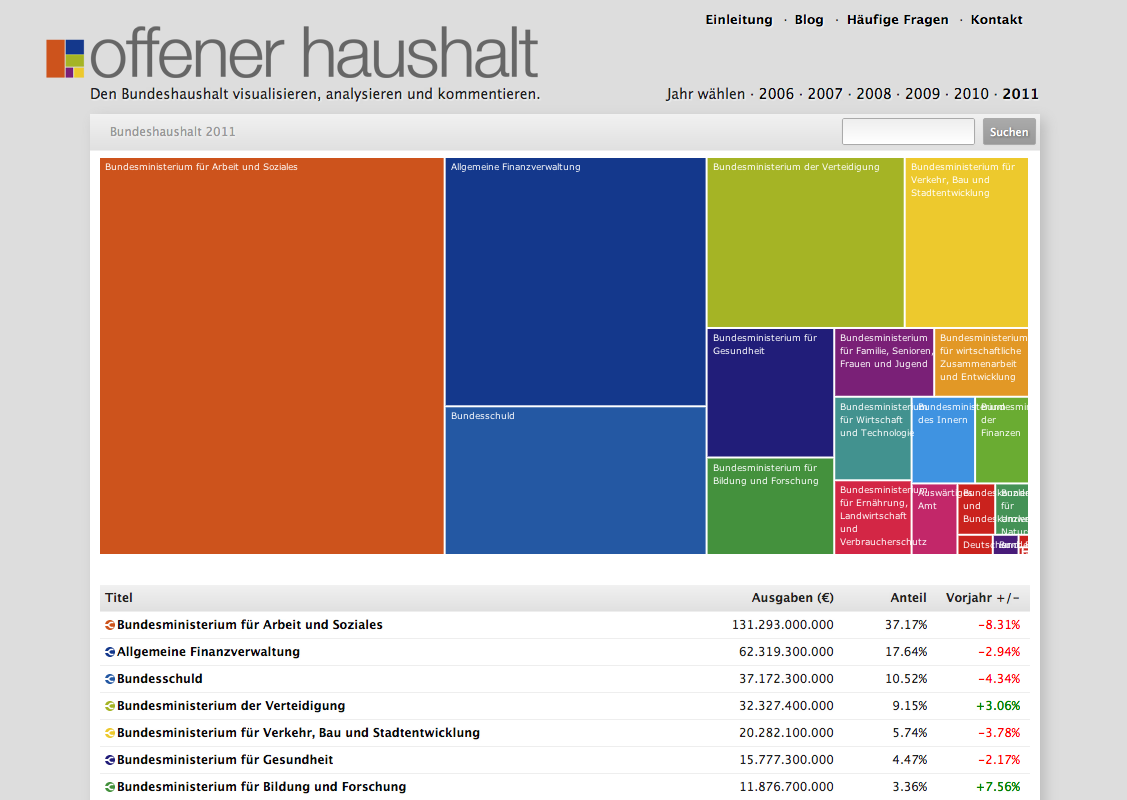 Einleitung · Blog · Häufige Fragen · Kontakt
offener haushalt
Den Bundeshaushalt visualisieren, analysieren und kommentieren.
Jahr wählen · 2006 · 2007 · 2008 · 2009 · 2010 · 2011
Bundeshaushalt 2011
Suchen
Bundesministerium für Arbeit und Soziales
Allgemeine Finanzverwaltung
Bundesschuld
Bundesministerium der Verteidigung
Bundesministerium für
Verkehr, Bau und
Stadtentwicklung
Bundesministerium für
Gesundheit
Bundesministerium
für Familie, Senioren,
Frauen und Jugend
Bundesministerium
für wirtschaftliche
Zusammenarbeit
und Entwicklung
Bundesministerium für
Bildung und Forschung
Bundesministerium
für Wirtschaft
und Technologie
Bundesministerium
des Innern
der
Finanzen
Bundesministerium
für Ernährung,
Landwirtschaft
und
Verbraucherschutz
Auswärtiges
Amt
und
für
Titel Ausgaben (€) Anteil Vorjahr +/−
Bundesministerium für Arbeit und Soziales 131.293.000.000 37.17% −8.31%
Allgemeine Finanzverwaltung 62.319.300.000 17.64% −2.94%
Bundesschuld 37.172.300.000 10.52% −4.34%
Bundesministerium der Verteidigung 32.327.400.000 9.15% +3.06%
Bundesministerium für Verkehr, Bau und Stadtentwicklung 20.282.100.000 5.74% −3.78%
Bundesministerium für Gesundheit 15.777.300.000 4.47% −2.17%
Bundesministerium für Bildung und Forschung 11.876.700.000 3.36% +7.56%